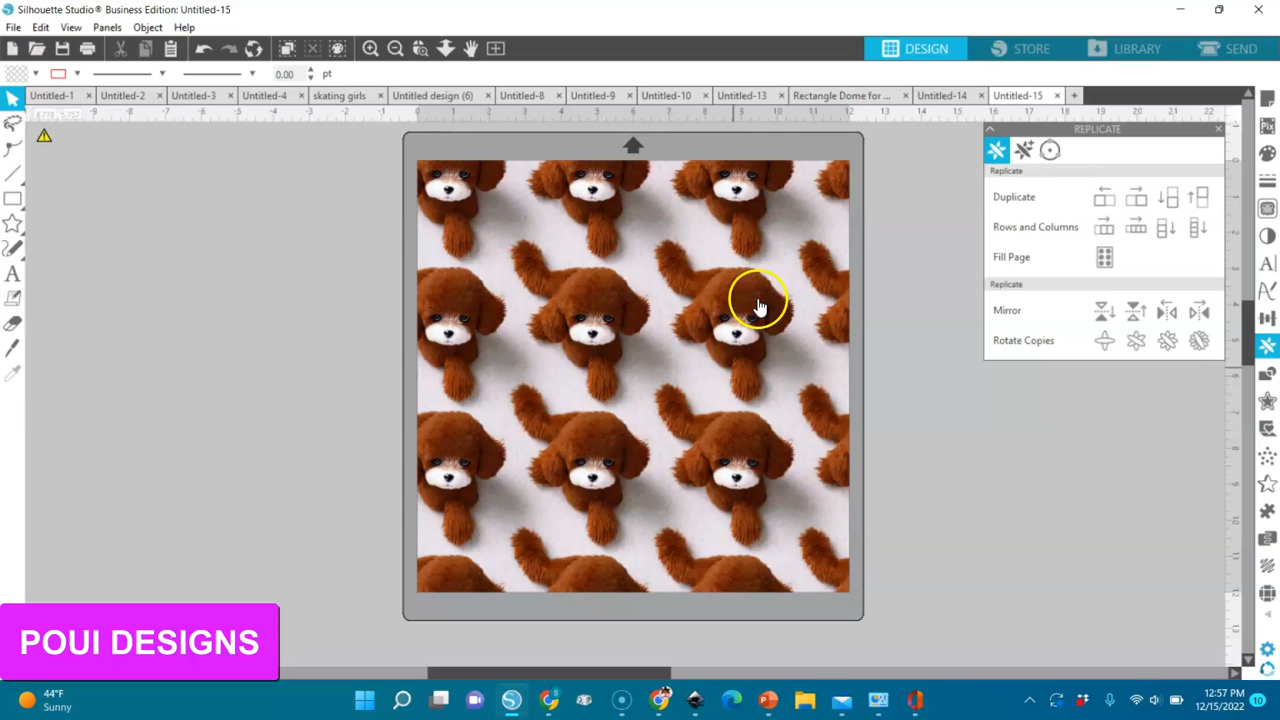 Silhouette Studio® Business Edition: Untitled-15
File Edit View Panels Object Help
DESIGN STORE LIBRARY SEND
0.00 pt
Untitled-1 Untitled-2 Untitled-3 Untitled-4 skating girls Untitled design (6) Untitled-8 Untitled-9 Untitled-10 Untitled-13 Rectangle Dome for ... Untitled-14 Untitled-15
REPLICATE
Replicate
Duplicate
Rows and Columns
Fill Page
Replicate
Mirror
Rotate Copies
POUI DESIGNS
44°F
Sunny
12:57 PM
12/15/2022
10